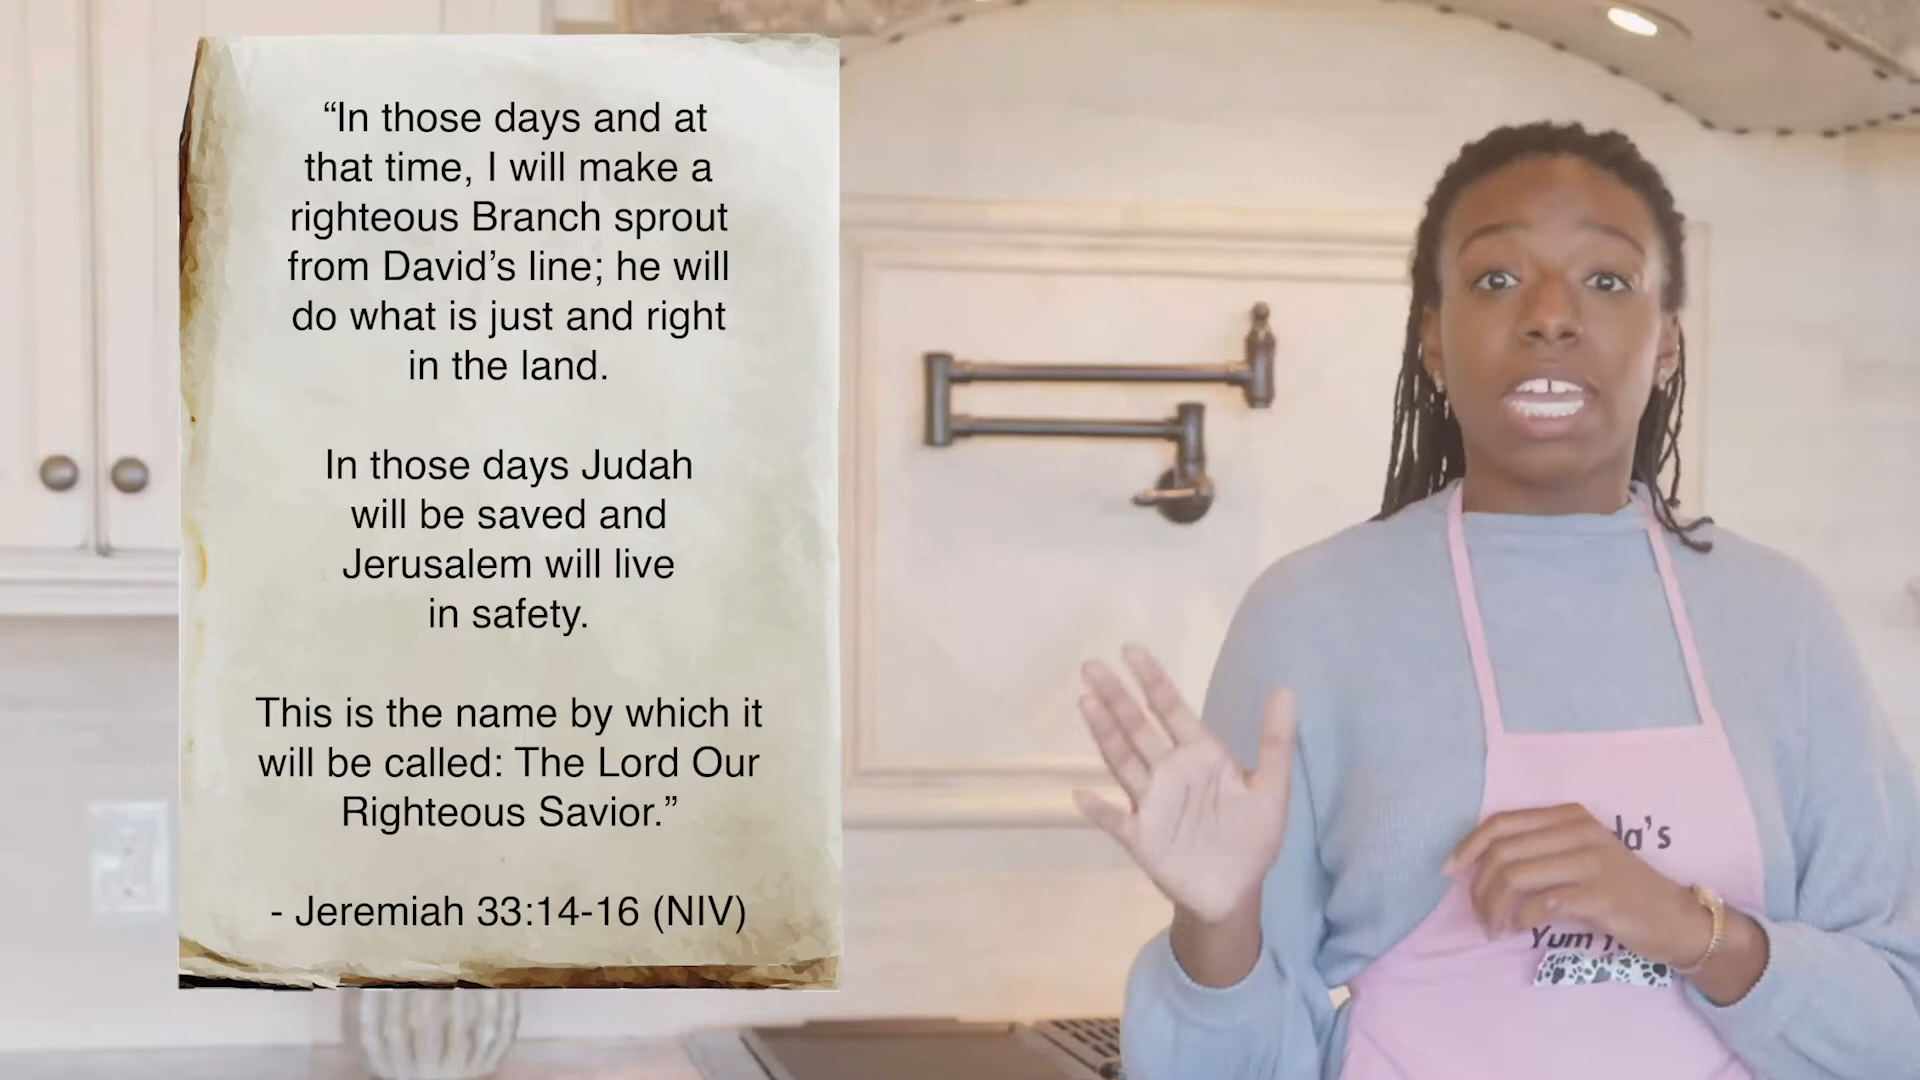 “In those days and at
that time, I will make a
righteous Branch sprout
from David’s line; he will
do what is just and right
in the land.
In those days Judah
will be saved and
Jerusalem will live
in safety.
This is the name by which it
will be called: The Lord Our
Righteous Savior.”
- Jeremiah 33:14-16 (NIV)
Yum